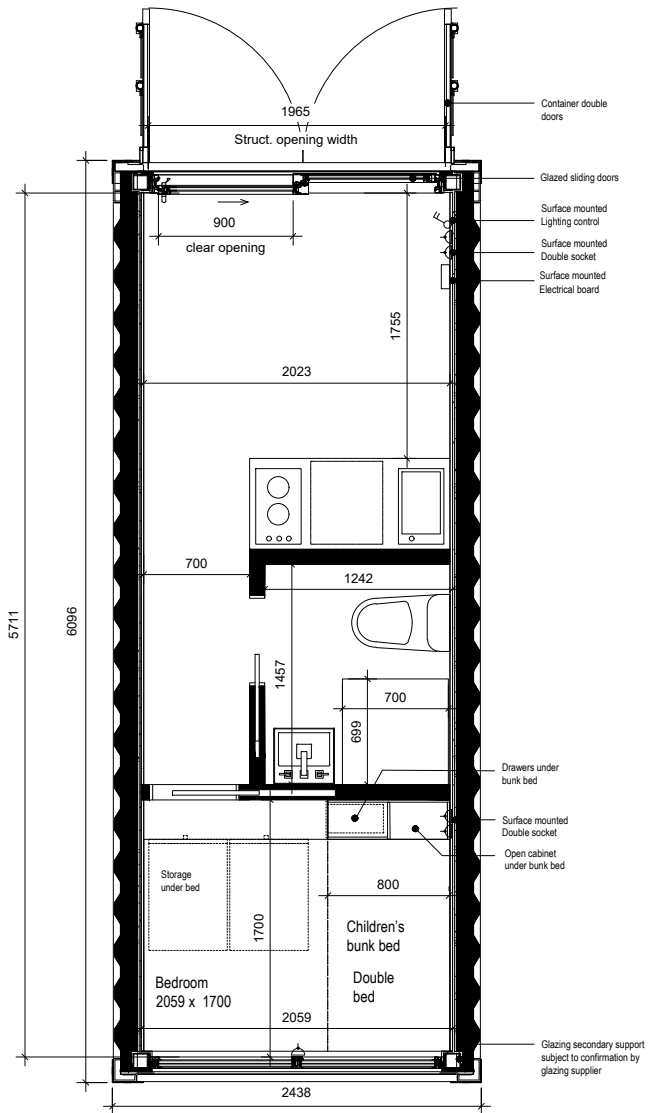 1965
Struct. opening width
Container double
doors
Glazed sliding doors
900
clear opening
Surface mounted
Lighting control
Surface mounted
Double socket
Surface mounted
Electrical board
1755
2023
700
1242
5711
6096
1457
700
699
Drawers under
bunk bed
Surface mounted
Double socket
Open cabinet
under bunk bed
Storage
under bed
800
1700
Children's
bunk bed
Double
bed
Bedroom
2059 x 1700
2059
Glazing secondary support
subject to confirmation by
glazing supplier
2438